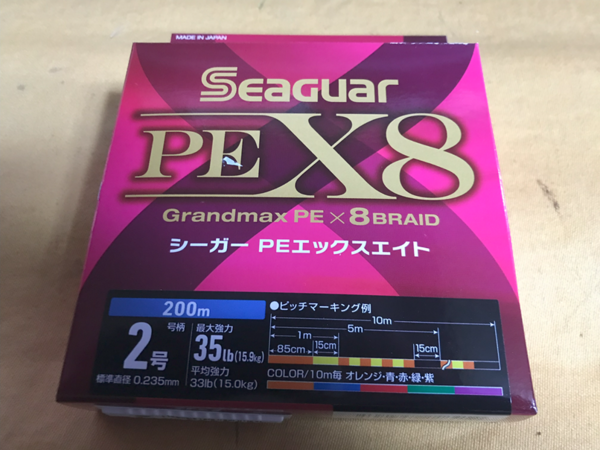 MADE IN JAPAN
SEAGUAR
PE X8
Grandmax PE×8BRAID
シーガー PEエックスエイト
200m
号柄
2号
標準直径 0.235mm
最大強力
35lb(15.9kg)
平均強力
33lb(15.0kg)
●ピッチマーキング例
10m
5m
1m
85cm
15cm
15cm
COLOR/10m毎 オレンジ・青・赤・緑・紫